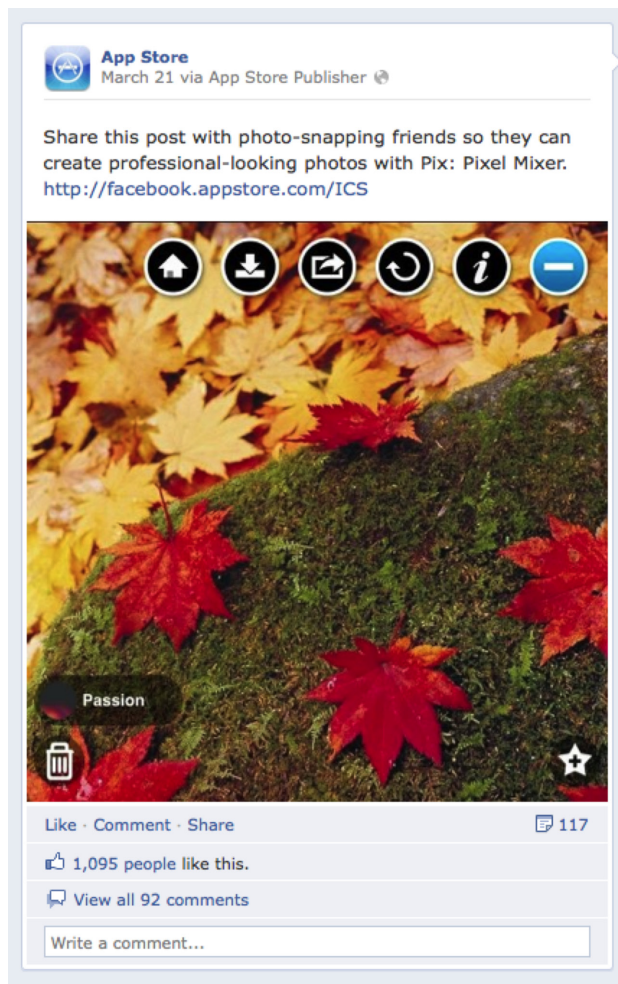 App Store
March 21 via App Store Publisher
Share this post with photo-snapping friends so they can
create professional-looking photos with Pix: Pixel Mixer.
http://facebook.appstore.com/ICS
i
Passion
Like · Comment · Share 117
1,095 people like this.
View all 92 comments
Write a comment...